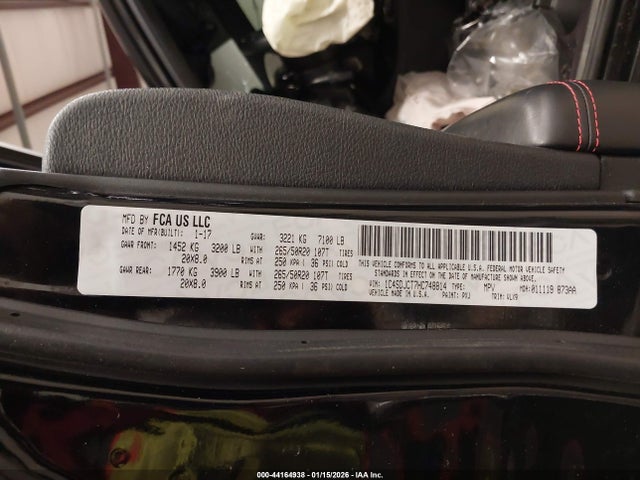 MFD BY FCA US LLC
DATE OF MFR(BUILT): 1-17 GVWR: 3221 KG 7100 LB
GAWR FRONT: 1452 KG 3200 LB WITH 265/50R20 107T TIRES
20X8.0 RIMS AT 250 KPA ( 36 PSI) COLD
GAWR REAR: 1770 KG 3900 LB WITH 265/50R20 107T TIRES
20X8.0 RIMS AT 250 KPA ( 36 PSI) COLD
THIS VEHICLE CONFORMS TO ALL APPLICABLE U.S.A. FEDERAL MOTOR VEHICLE SAFETY
STANDARDS IN EFFECT ON THE DATE OF MANUFACTURE SHOWN ABOVE.
VIN: 1C4SDJCT7HC748814 TYPE: MPV MDH:011119 873AA
VEHICLE MADE IN U.S.A. PAINT: PXJ TRIM: VLX9
000-44164938 - 01/15/2026 - IAA Inc.